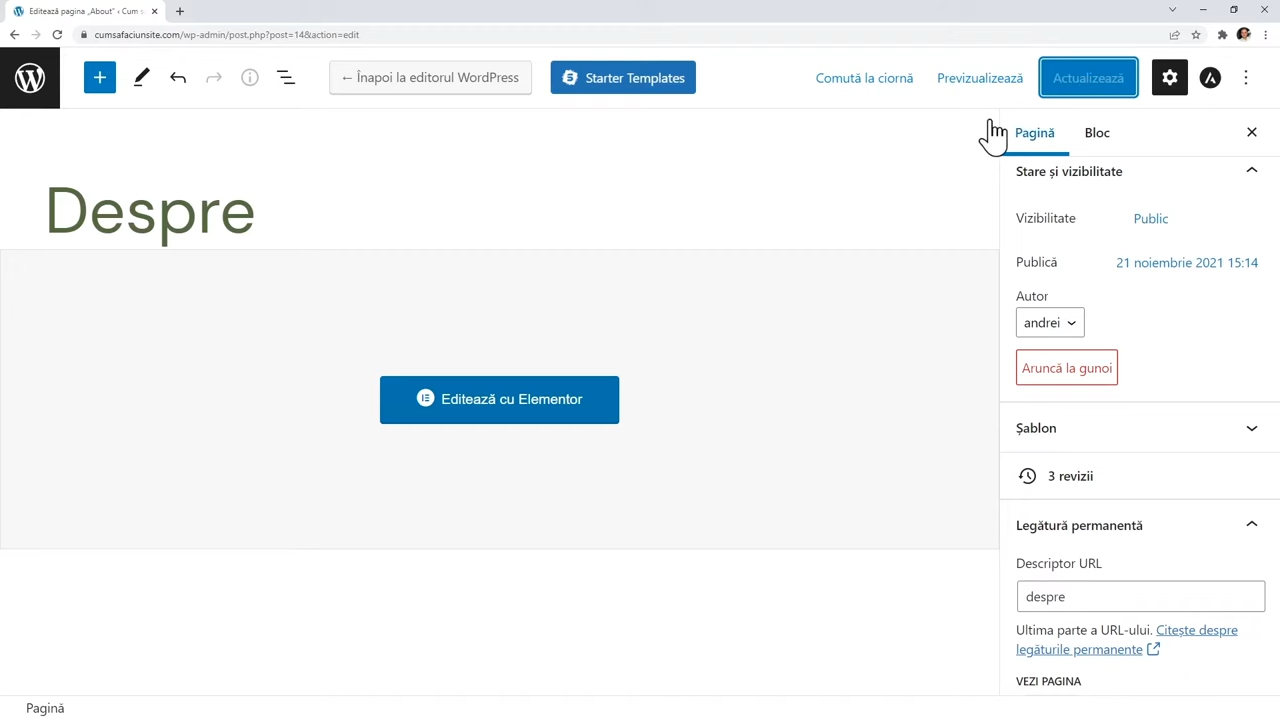 Editează pagina „About" ‹ Cum s
cumsafaciunsite.com/wp-admin/post.php?post=14&action=edit
← Înapoi la editorul WordPress
Starter Templates
Comută la ciornă
Previzualizează
Actualizează
Pagină
Bloc
Despre
Editează cu Elementor
Stare și vizibilitate
Vizibilitate
Public
Publică
21 noiembrie 2021 15:14
Autor
andrei
Aruncă la gunoi
Șablon
3 revizii
Legătură permanentă
Descriptor URL
despre
Ultima parte a URL-ului. Citește despre
legăturile permanente
VEZI PAGINA
Pagină